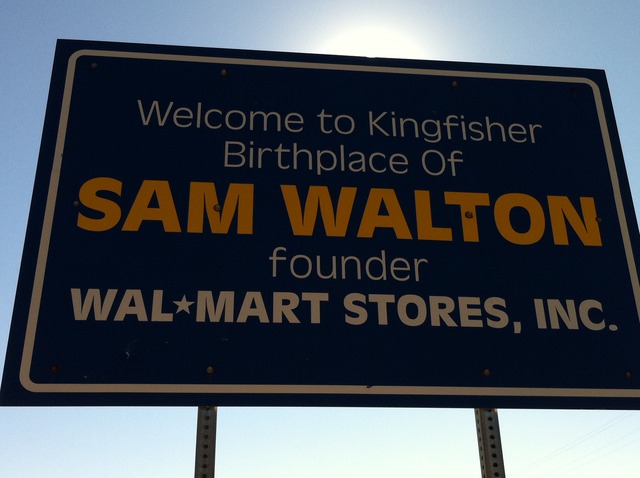 Welcome to Kingfisher
Birthplace Of
SAM WALTON
founder
WAL★MART STORES, INC.